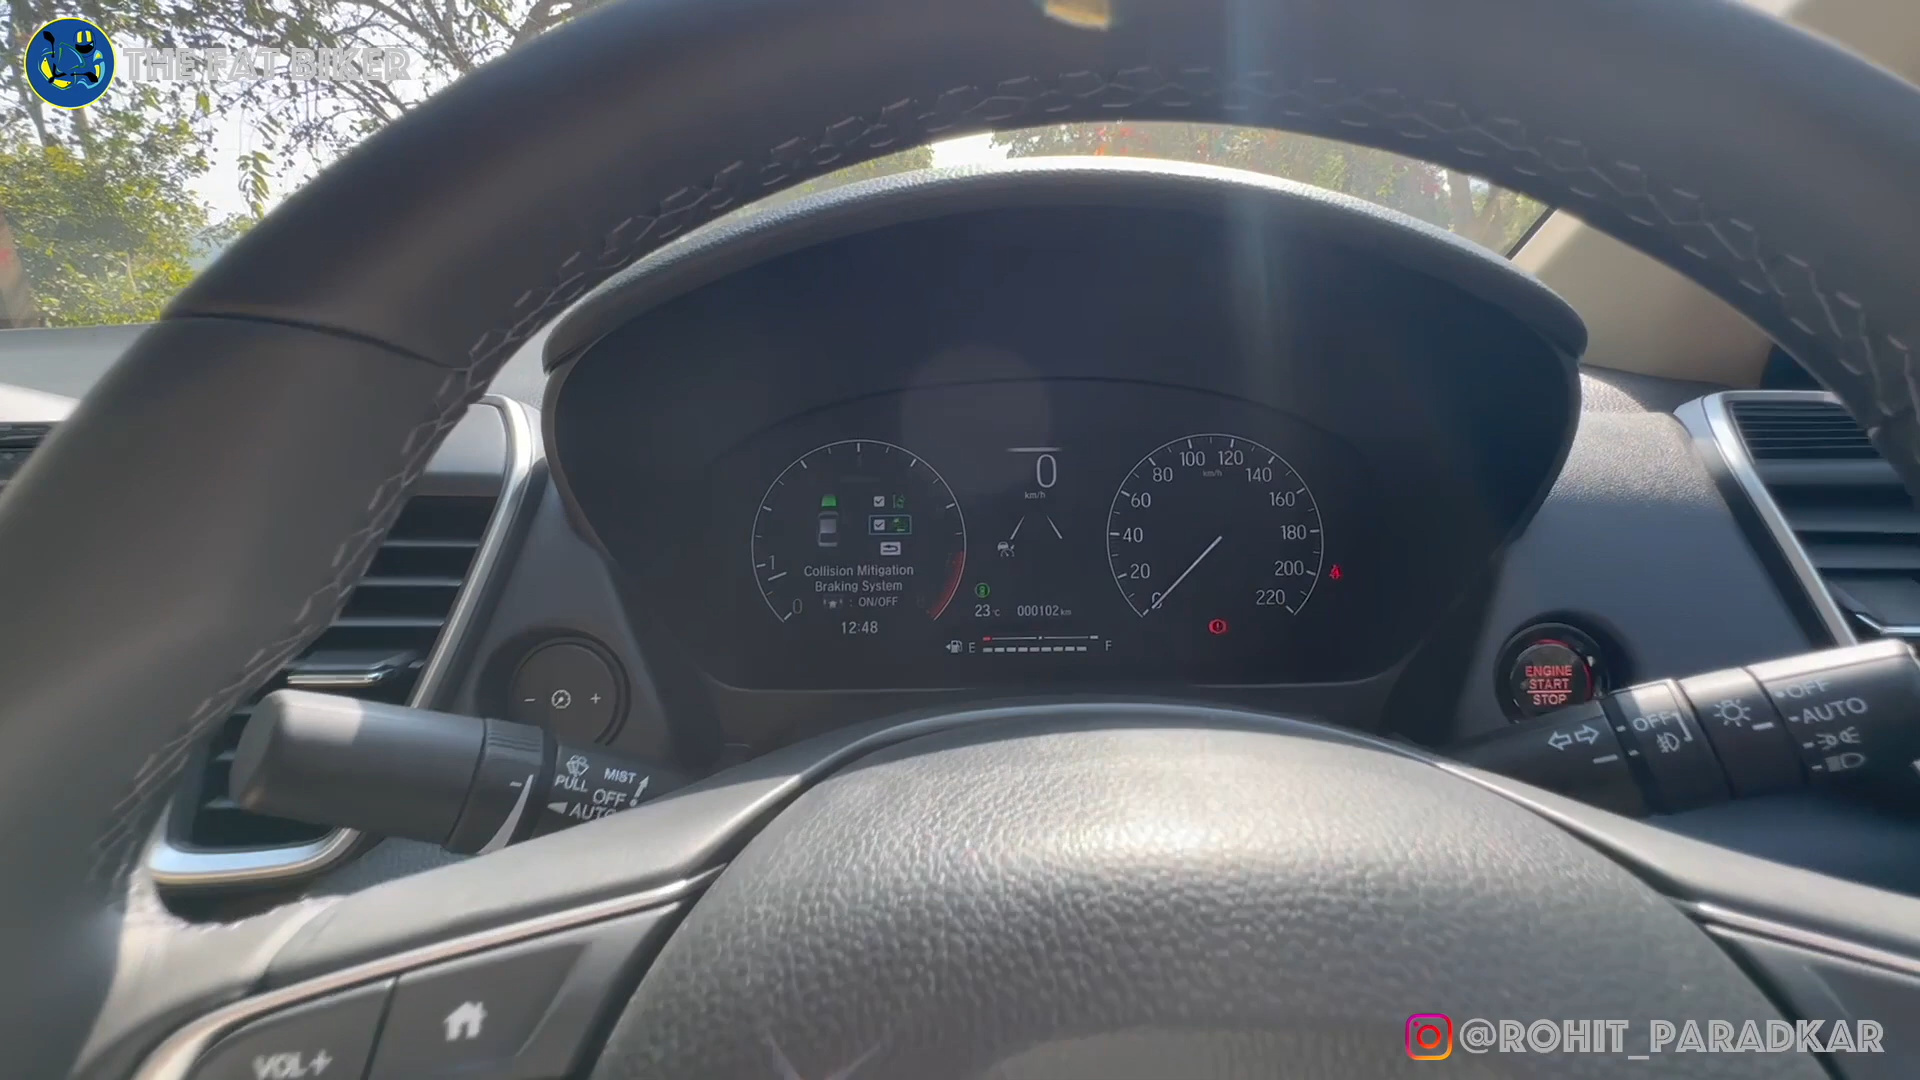 THE FAT BIKER
0
km/h
Collision Mitigation
Braking System
: ON/OFF
12:48
1
0
23°C
000102 km
E
F
0
20
40
60
80
100
120
140
160
180
200
220
km/h
ENGINE
START
STOP
- +
PULL
MIST
OFF
AUTO
OFF
OFF
AUTO
VOL+
@ROHIT_PARADKAR